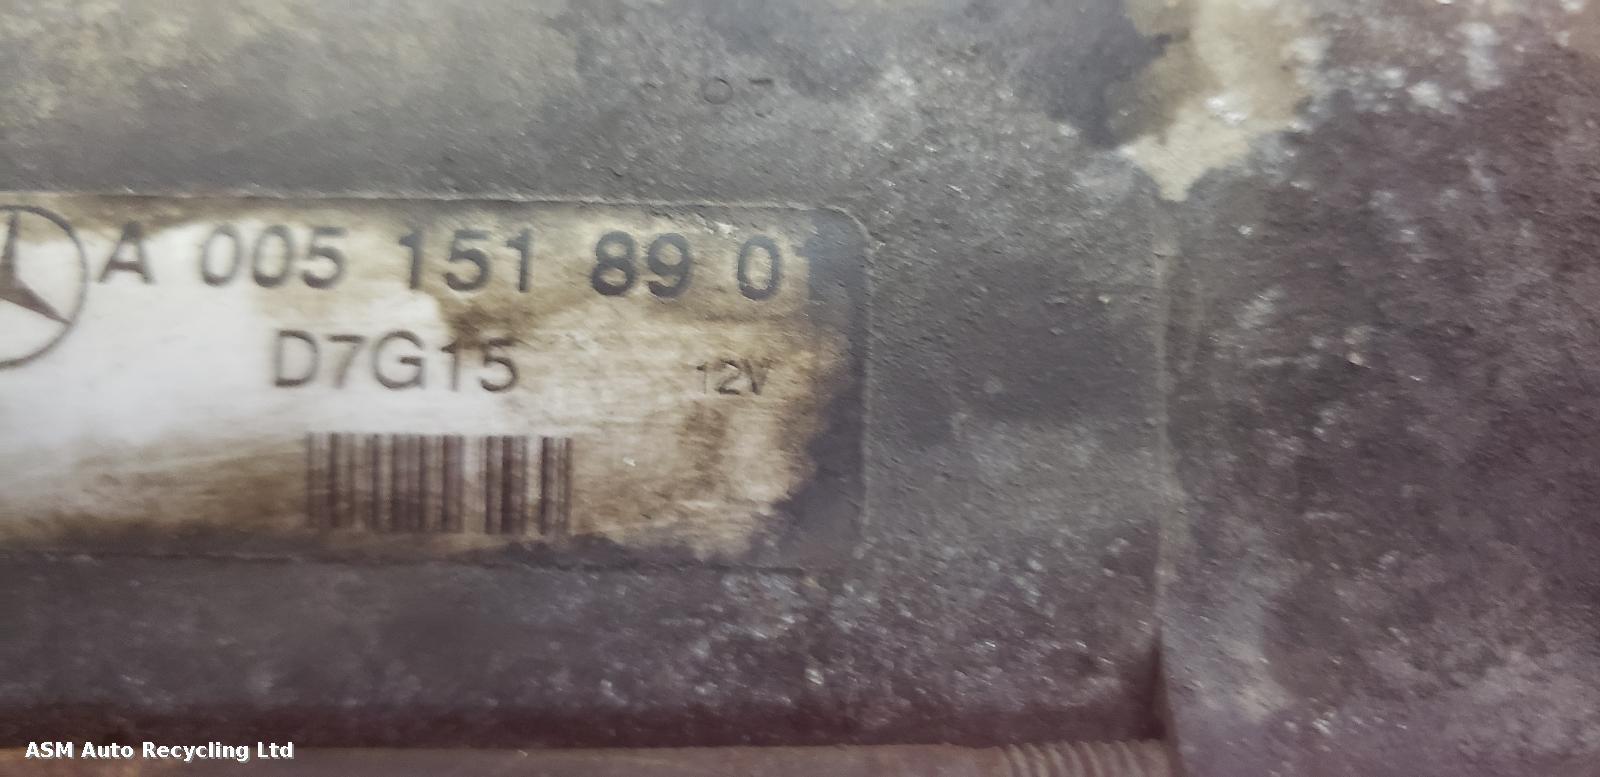 A 005 151 89 01
D7G15
12V
ASM Auto Recycling Ltd